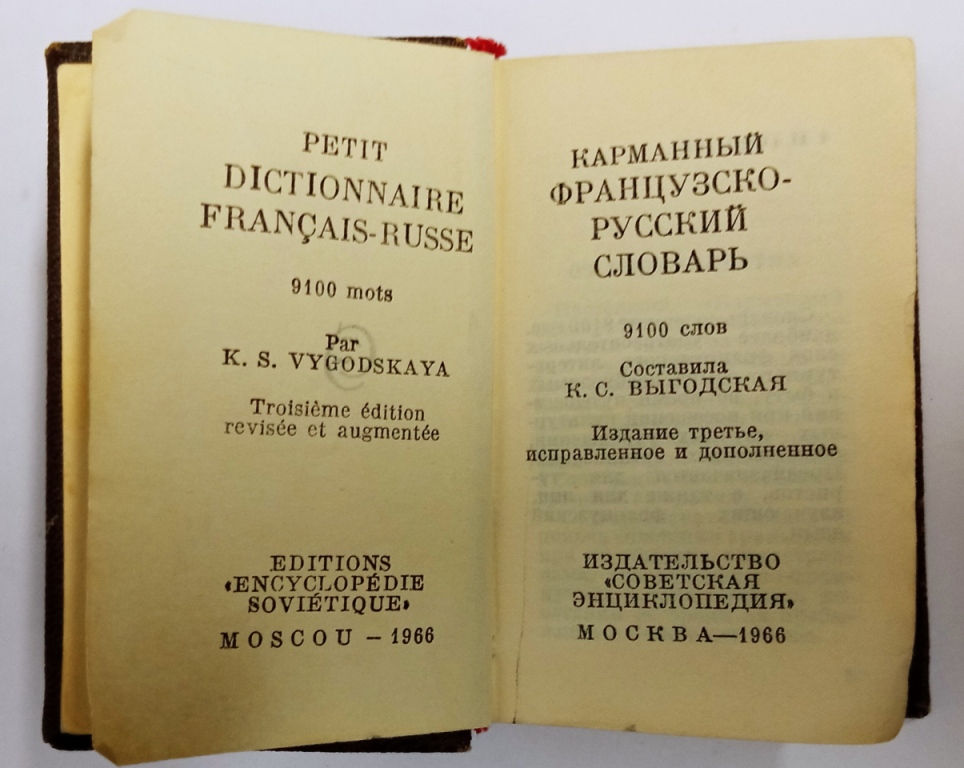 PETIT
DICTIONNAIRE
FRANÇAIS-RUSSE
9100 mots
Par
K. S. VYGODSKAYA
Troisième édition
revisée et augmentée
EDITIONS
«ENCYCLOPÉDIE
SOVIÉTIQUE»
MOSCOU — 1966
КАРМАННЫЙ
ФРАНЦУЗСКО-
РУССКИЙ
СЛОВАРЬ
9100 слов
Составила
К. С. ВЫГОДСКАЯ
Издание третье,
исправленное и дополненное
ИЗДАТЕЛЬСТВО
«СОВЕТСКАЯ
ЭНЦИКЛОПЕДИЯ»
МОСКВА—1966